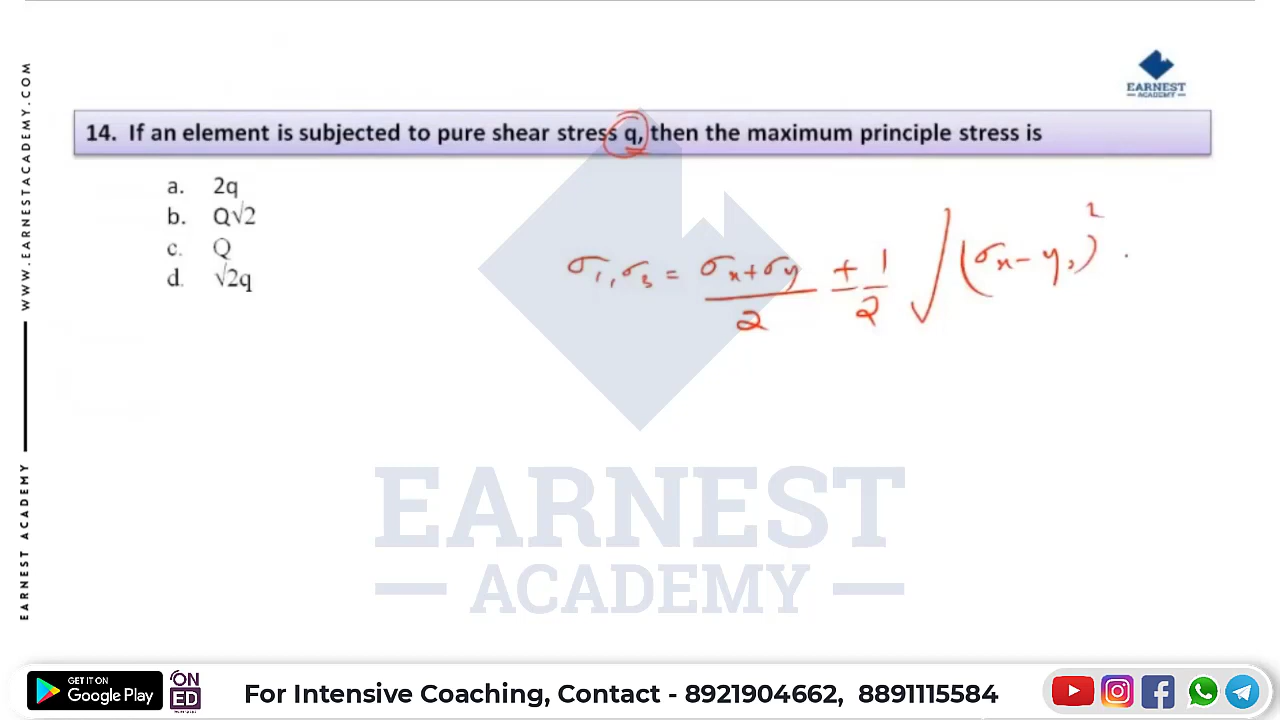 WWW.EARNESTACADEMY.COM
EARNEST ACADEMY
EARNEST
ACADEMY
14. If an element is subjected to pure shear stress q, then the maximum principle stress is
a. 2q
b. Q√2
c. Q
d. √2q
σ1, σ3 = (σx+σy)/2 ± 1/2 √(σx-y,)²
EARNEST
ACADEMY
GET IT ON
Google Play
ON
ED
For Intensive Coaching, Contact - 8921904662, 8891115584